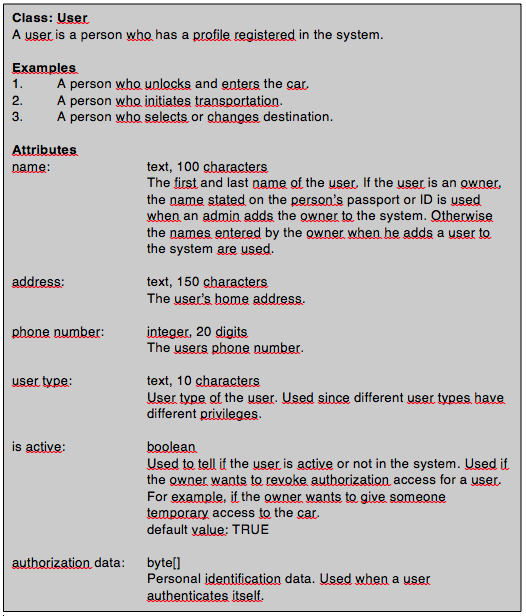 Class: User
A user is a person who has a profile registered in the system.
Examples
1. A person who unlocks and enters the car.
2. A person who initiates transportation.
3. A person who selects or changes destination.
Attributes
name: text, 100 characters
The first and last name of the user. If the user is an owner,
the name stated on the person's passport or ID is used
when an admin adds the owner to the system. Otherwise
the names entered by the owner when he adds a user to
the system are used.
address: text, 150 characters
The user's home address.
phone number: integer, 20 digits
The users phone number.
user type: text, 10 characters
User type of the user. Used since different user types have
different privileges.
is active: boolean
Used to tell if the user is active or not in the system. Used if
the owner wants to revoke authorization access for a user.
For example, if the owner wants to give someone
temporary access to the car.
default value: TRUE
authorization data: byte[]
Personal identification data. Used when a user
authenticates itself.